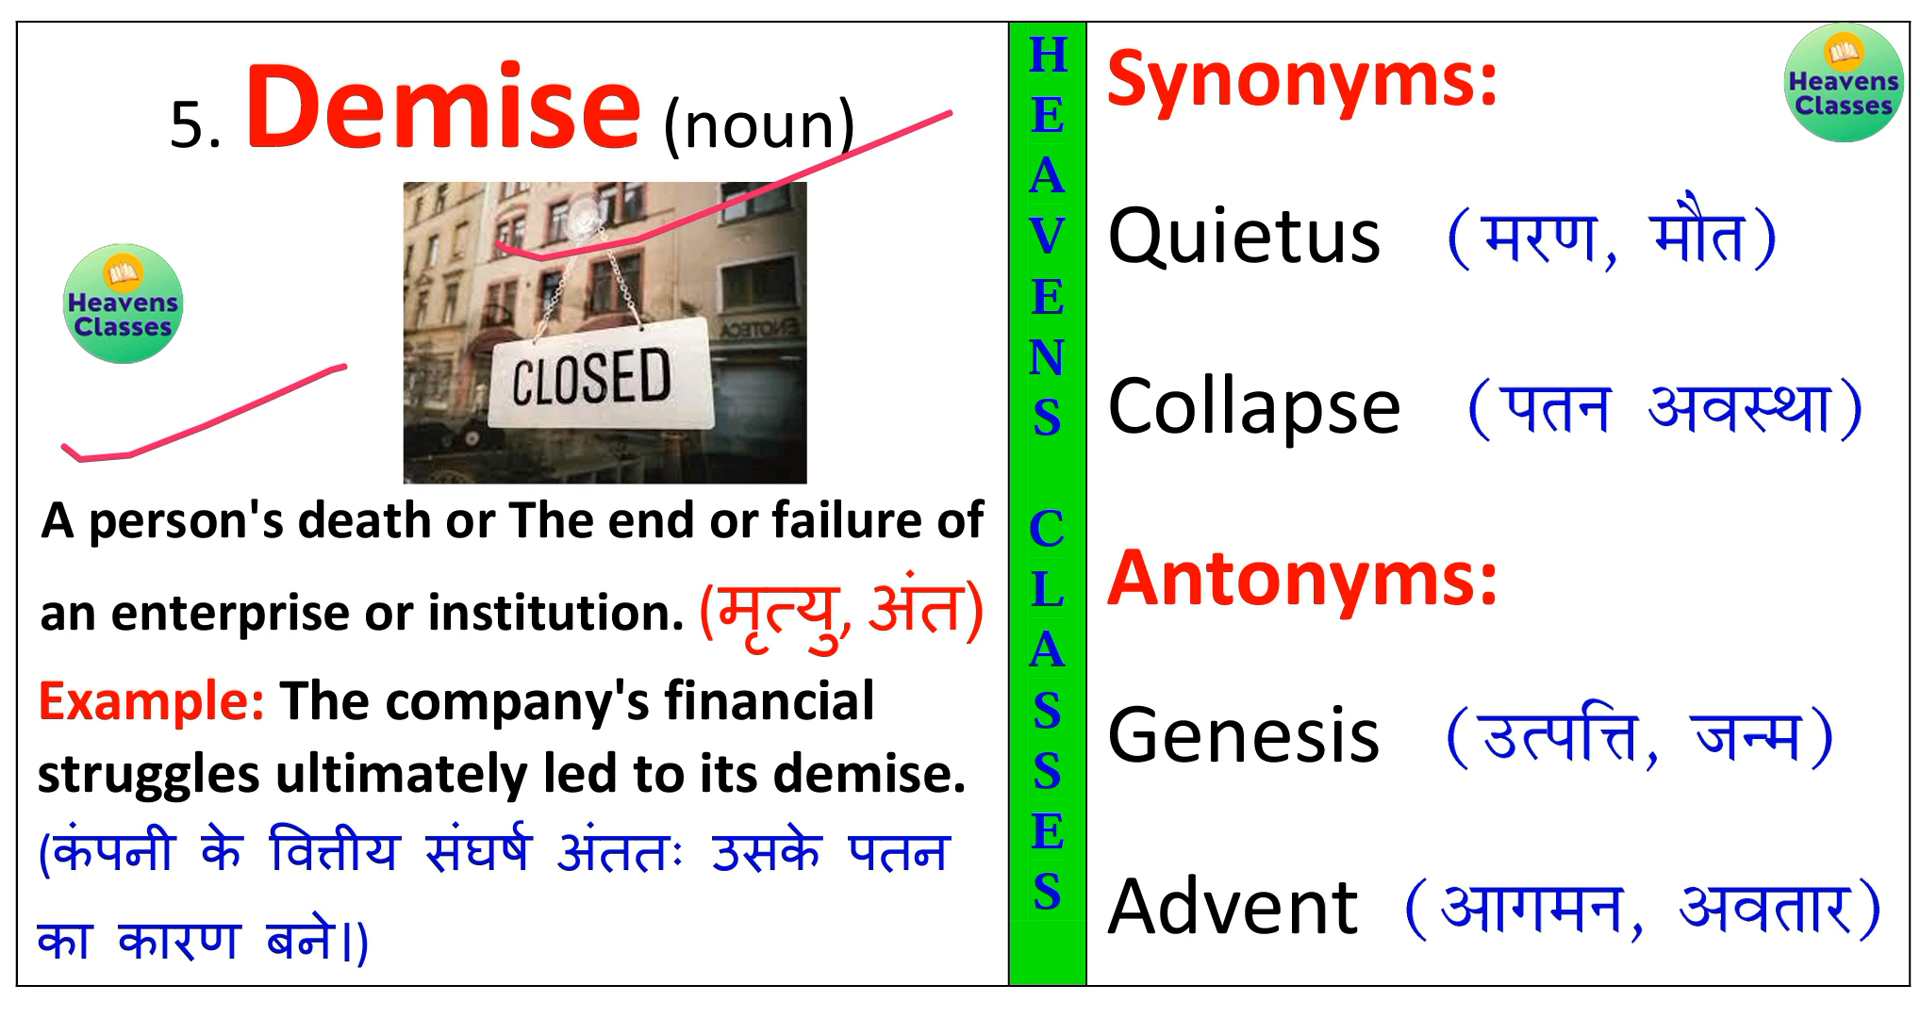 5. Demise (noun)
Heavens
Classes
ENOTECA
CLOSED
A person's death or The end or failure of
an enterprise or institution. (मृत्यु, अंत)
Example: The company's financial
struggles ultimately led to its demise.
(कंपनी के वित्तीय संघर्ष अंततः उसके पतन
का कारण बने।)
HEAVENS CLASSES
Synonyms:
Heavens
Classes
Quietus (मरण, मौत)
Collapse (पतन अवस्था)
Antonyms:
Genesis (उत्पत्ति, जन्म)
Advent (आगमन, अवतार)